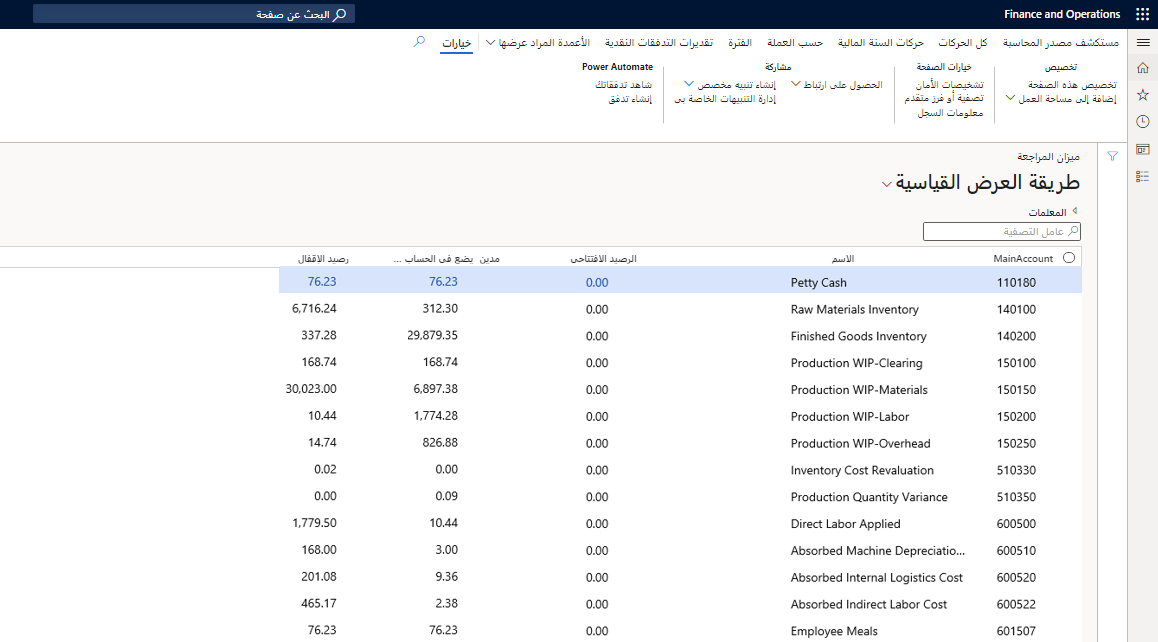 Finance and Operations
البحث عن صفحة
مستكشف مصدر المحاسبة كل الحركات حركات السنة المالية حسب العملة الفترة تقديرات التدفقات النقدية الأعمدة المراد عرضها خيارات
تخصيص
تخصيص هذه الصفحة
إضافة إلى مساحة العمل
خيارات الصفحة
تشخيصات الأمان
تصفية أو فرز متقدم
معلومات السجل
مشاركة
الحصول على ارتباط
إنشاء تنبيه مخصص
إدارة التنبيهات الخاصة بي
Power Automate
شاهد تدفقاتك
إنشاء تدفق
ميزان المراجعة
طريقة العرض القياسية
المعلمات
عامل التصفية
MainAccount الاسم الرصيد الافتتاحي مدين يضع في الحساب ... رصيد الإقفال
110180 Petty Cash 0.00 76.23 76.23
140100 Raw Materials Inventory 0.00 312.30 6,716.24
140200 Finished Goods Inventory 0.00 29,879.35 337.28
150100 Production WIP-Clearing 0.00 168.74 168.74
150150 Production WIP-Materials 0.00 6,897.38 30,023.00
150200 Production WIP-Labor 0.00 1,774.28 10.44
150250 Production WIP-Overhead 0.00 826.88 14.74
510330 Inventory Cost Revaluation 0.00 0.00 0.02
510350 Production Quantity Variance 0.00 0.09 0.00
600500 Direct Labor Applied 0.00 10.44 1,779.50
600510 Absorbed Machine Depreciatio... 0.00 3.00 168.00
600520 Absorbed Internal Logistics Cost 0.00 9.36 201.08
600522 Absorbed Indirect Labor Cost 0.00 2.38 465.17
601507 Employee Meals 0.00 76.23 76.23